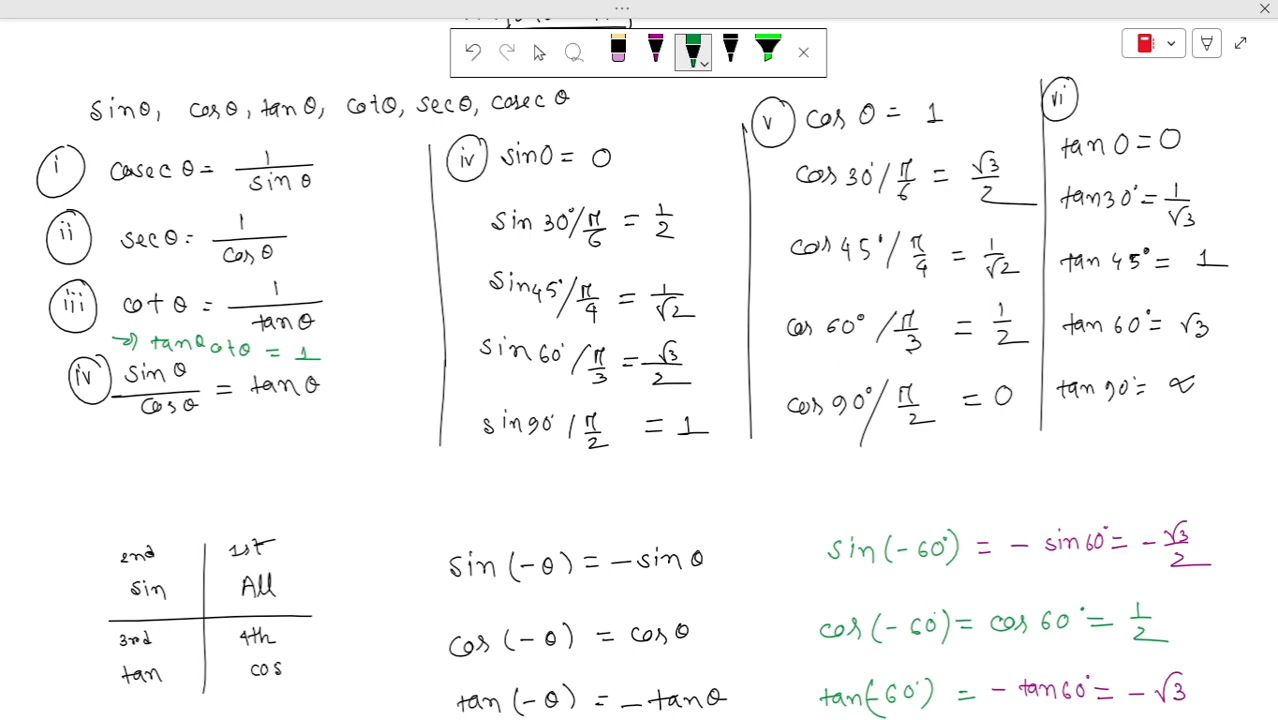 sinθ, cosθ, tanθ, cotθ, secθ, cosec θ
i cosec θ = 1/sinθ
ii secθ = 1/cosθ
iii cot θ = 1/tanθ
→ tanθ cotθ = 1
iv sinθ/cosθ = tanθ
iv sin0 = 0
sin 30°/π/6 = 1/2
sin45°/π/4 = 1/√2
sin60°/π/3 = √3/2
sin90°/π/2 = 1
v cos 0 = 1
cos 30°/π/6 = √3/2
cos 45°/π/4 = 1/√2
cos 60°/π/3 = 1/2
cos 90°/π/2 = 0
vi
tan 0 = 0
tan30° = 1/√3
tan 45° = 1
tan 60° = √3
tan 90° = ∝
2nd 1st
sin All
3rd 4th
tan cos
sin (-θ) = -sinθ
cos (-θ) = cosθ
tan (-θ) = -tanθ
sin(-60°) = - sin60° = - √3/2
cos(-60°) = cos 60° = 1/2
tan(-60°) = - tan60° = - √3